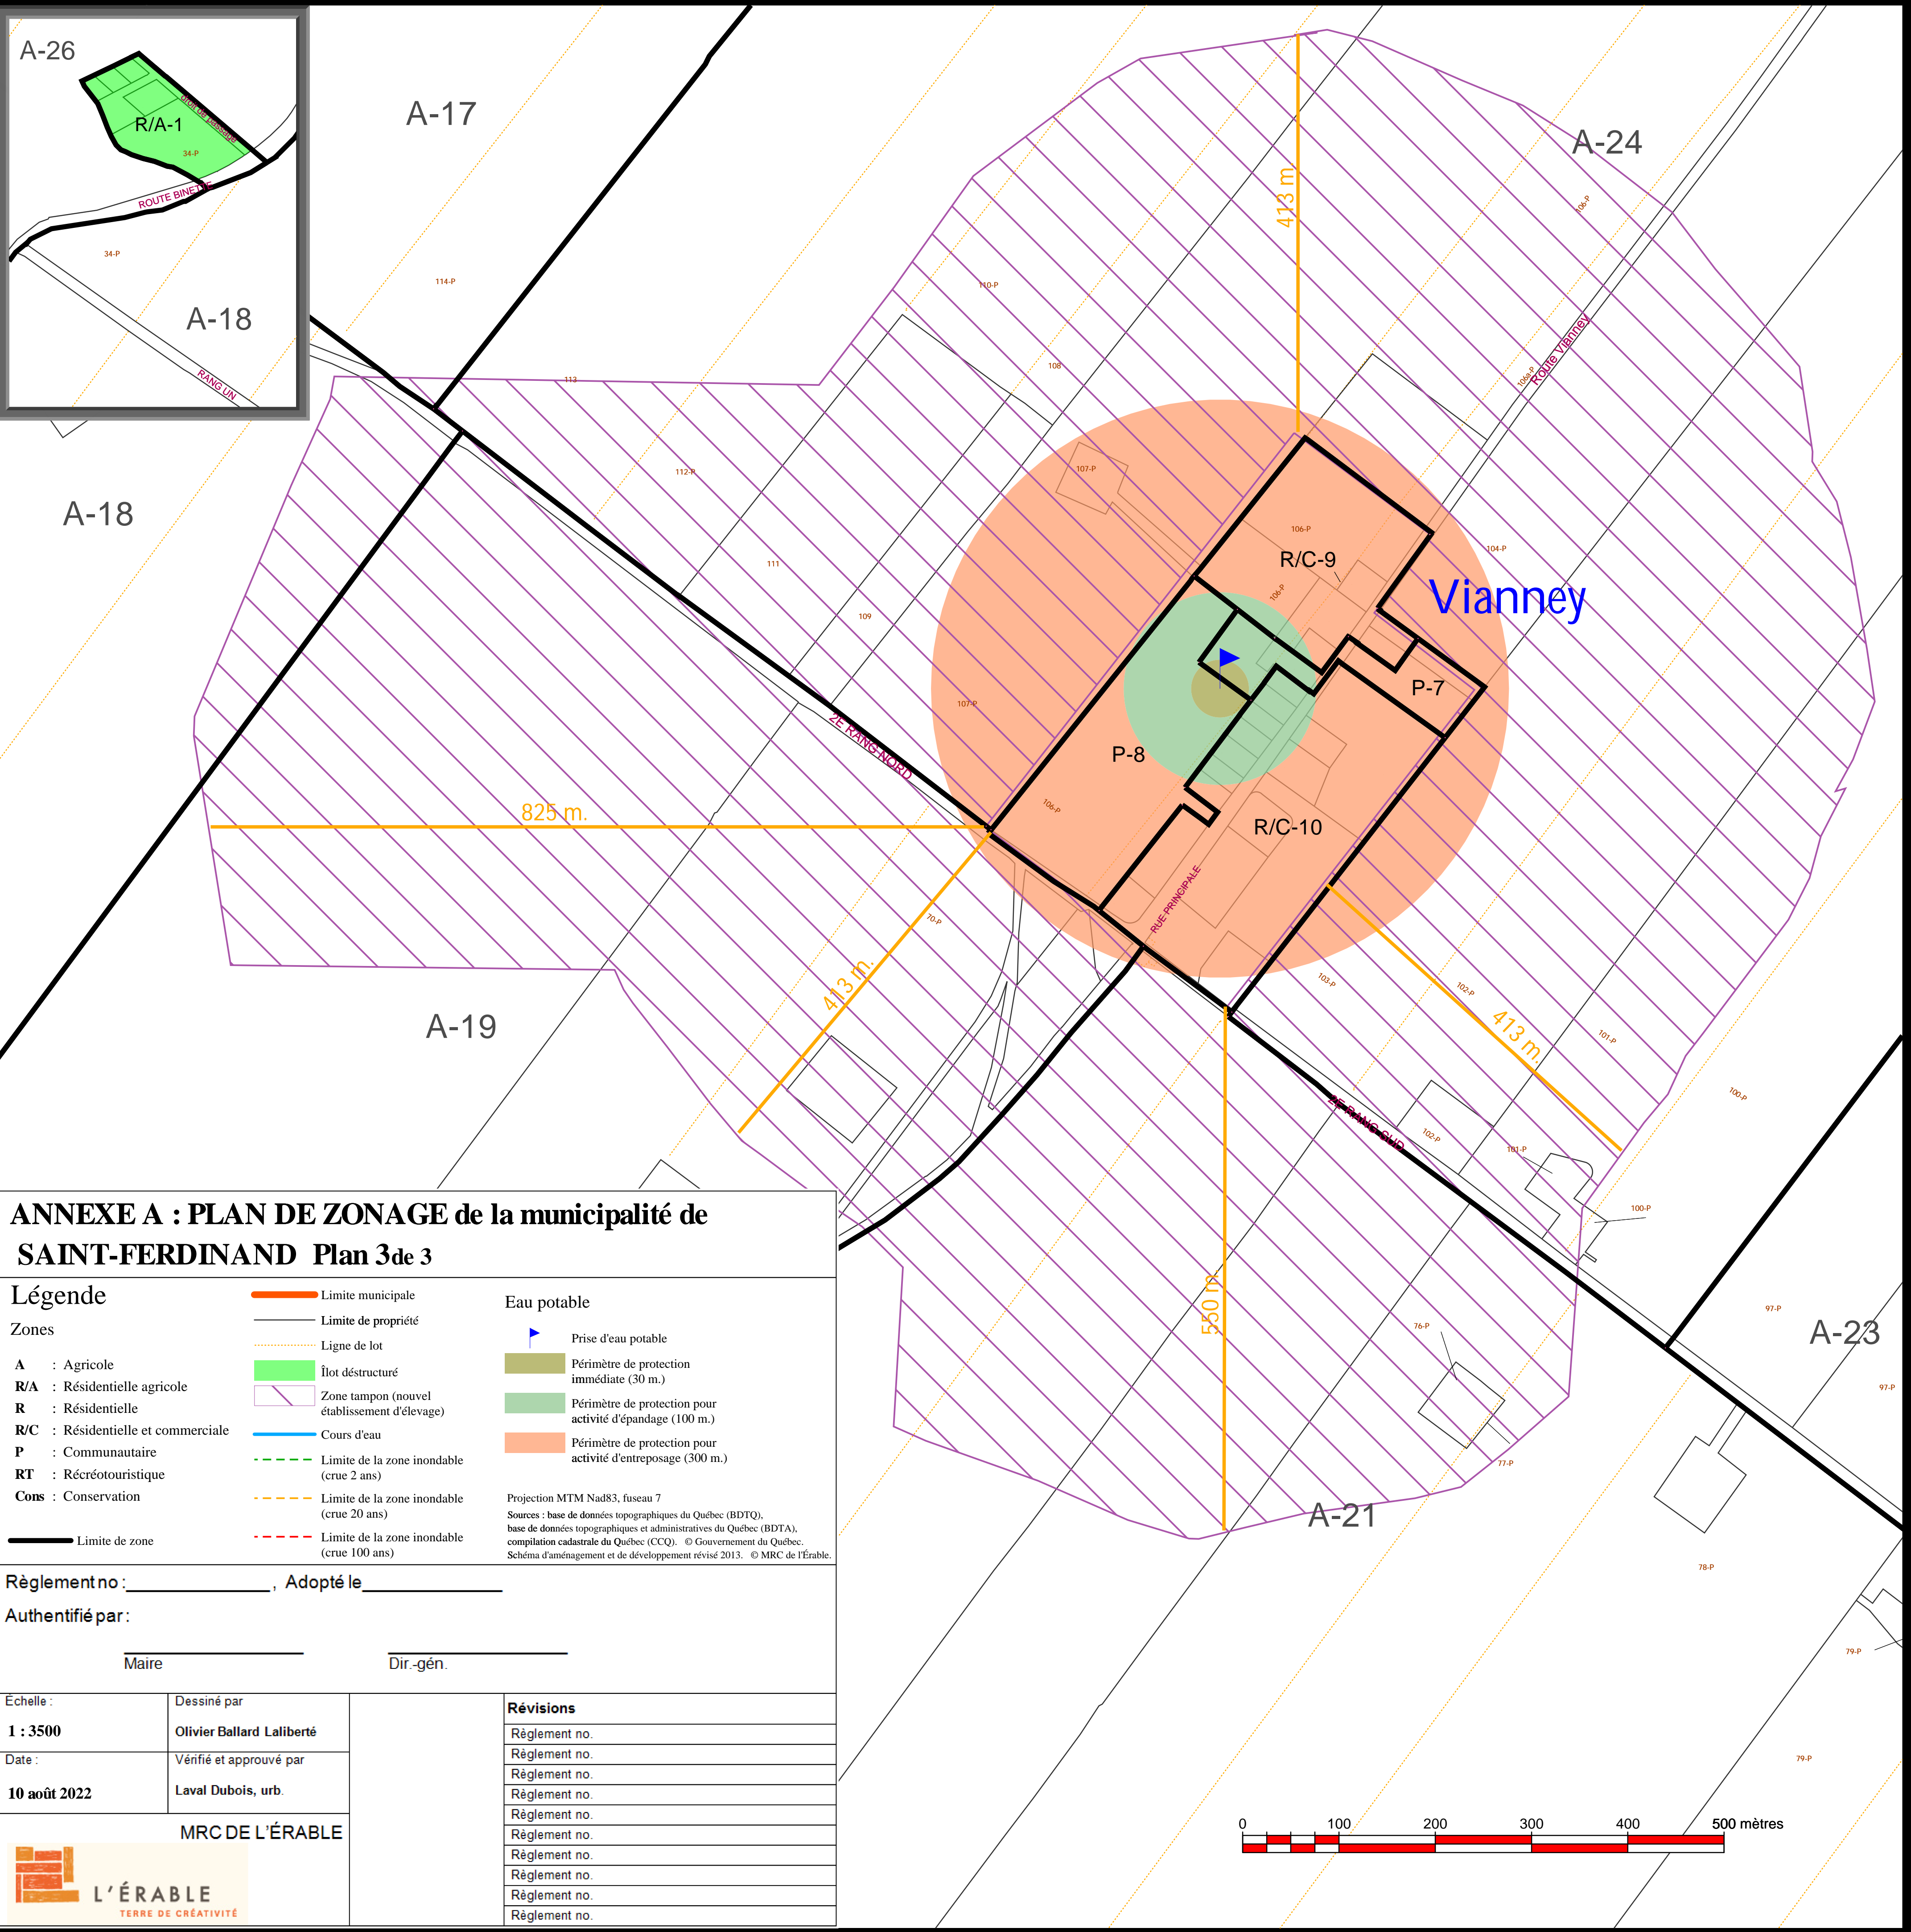 A-26
R/A-1
droit de passage
34-P
ROUTE BINETTE
34-P
A-18
RANG UN
A-17
114-P
A-24
413 m.
106-P
110-P
Route Vianney
106a-P
108
113
112-P
107-P
A-18
106-P
R/C-9
104-P
111
106-P
Vianney
109
P-7
107-P
2E RANG NORD
P-8
106-P
825 m.
R/C-10
RUE PRINCIPALE
70-P
413 m.
103-P
102-P
413 m.
101-P
A-19
100-P
2E RANG SUD
102-P
101-P
100-P
550 m.
76-P
97-P
A-23
97-P
77-P
A-21
78-P
79-P
79-P
ANNEXE A : PLAN DE ZONAGE de la municipalité de
SAINT-FERDINAND Plan 3 de 3
Légende
Zones
A : Agricole
R/A : Résidentielle agricole
R : Résidentielle
R/C : Résidentielle et commerciale
P : Communautaire
RT : Récréotouristique
Cons : Conservation
Limite de zone
Limite municipale
Limite de propriété
Ligne de lot
Îlot déstructuré
Zone tampon (nouvel
établissement d'élevage)
Cours d'eau
Limite de la zone inondable
(crue 2 ans)
Limite de la zone inondable
(crue 20 ans)
Limite de la zone inondable
(crue 100 ans)
Eau potable
Prise d'eau potable
Périmètre de protection
immédiate (30 m.)
Périmètre de protection pour
activité d'épandage (100 m.)
Périmètre de protection pour
activité d'entreposage (300 m.)
Projection MTM Nad83, fuseau 7
Sources : base de données topographiques du Québec (BDTQ),
base de données topographiques et administratives du Québec (BDTA),
compilation cadastrale du Québec (CCQ). © Gouvernement du Québec.
Schéma d'aménagement et de développement révisé 2013. © MRC de l'Érable.
Règlement no : , Adopté le
Authentifié par :
Maire Dir.-gén.
Échelle :
1 : 3500
Dessiné par
Olivier Ballard Laliberté
Date :
10 août 2022
Vérifié et approuvé par
Laval Dubois, urb.
MRC DE L'ÉRABLE
L'ÉRABLE
TERRE DE CRÉATIVITÉ
Révisions
Règlement no.
Règlement no.
Règlement no.
Règlement no.
Règlement no.
Règlement no.
Règlement no.
Règlement no.
Règlement no.
Règlement no.
0 100 200 300 400 500 mètres